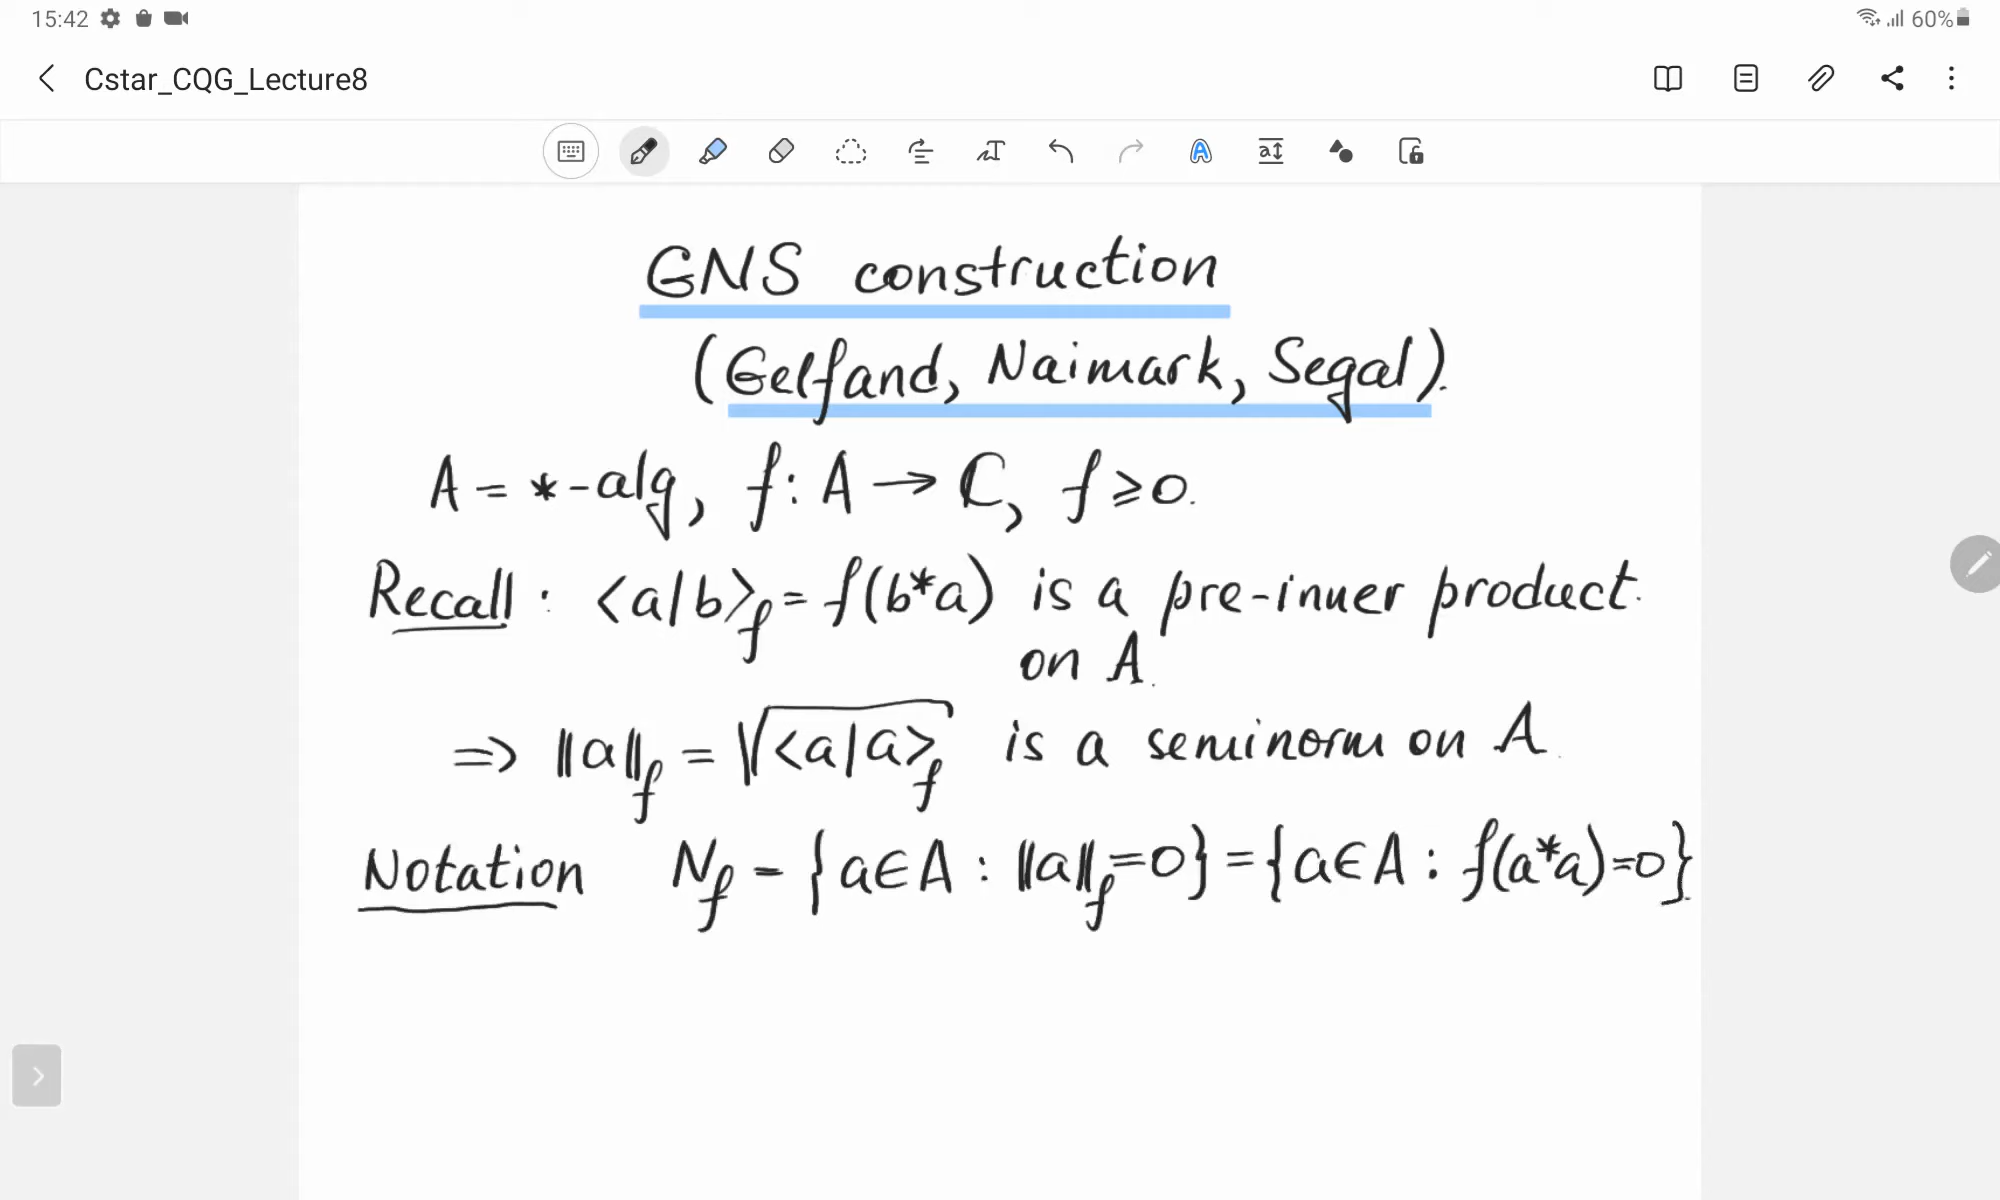 15:42 60%
Cstar_CQG_Lecture8
GNS construction
(Gelfand, Naimark, Segal).
A = *-alg, f: A → C, f ⩾ 0.
Recall: <a|b>_f = f(b*a) is a pre-inner product
on A.
⇒ ‖a‖_f = √<a|a>_f is a seminorm on A.
Notation N_f = {a∈A : ‖a‖_f = 0} = {a∈A : f(a*a)=0}.